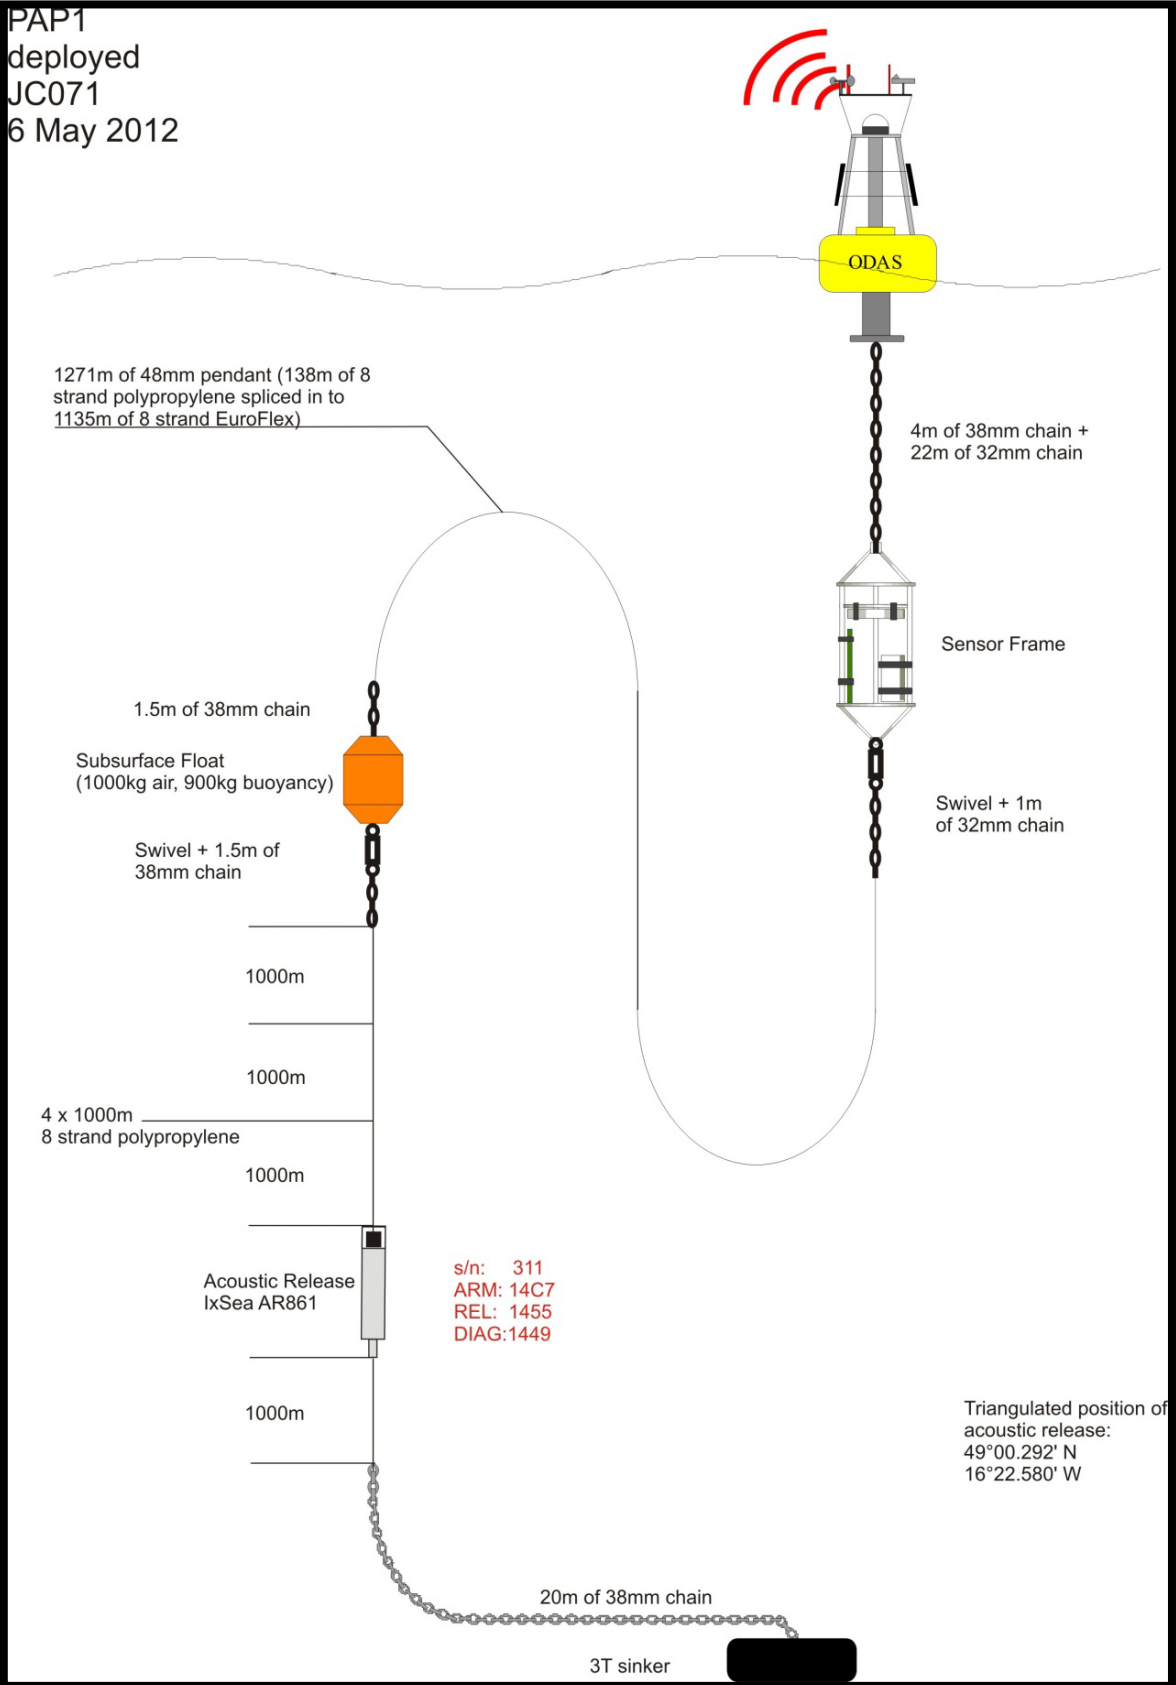 PAP1
deployed
JC071
6 May 2012
ODAS
1271m of 48mm pendant (138m of 8
strand polypropylene spliced in to
1135m of 8 strand EuroFlex)
4m of 38mm chain +
22m of 32mm chain
Sensor Frame
1.5m of 38mm chain
Subsurface Float
(1000kg air, 900kg buoyancy)
Swivel + 1m
of 32mm chain
Swivel + 1.5m of
38mm chain
1000m
1000m
4 x 1000m
8 strand polypropylene
1000m
Acoustic Release
IxSea AR861
s/n: 311
ARM: 14C7
REL: 1455
DIAG:1449
1000m
Triangulated position of
acoustic release:
49°00.292' N
16°22.580' W
20m of 38mm chain
3T sinker